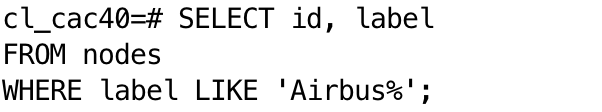 cl_cac40=# SELECT id, label
FROM nodes
WHERE label LIKE 'Airbus%';